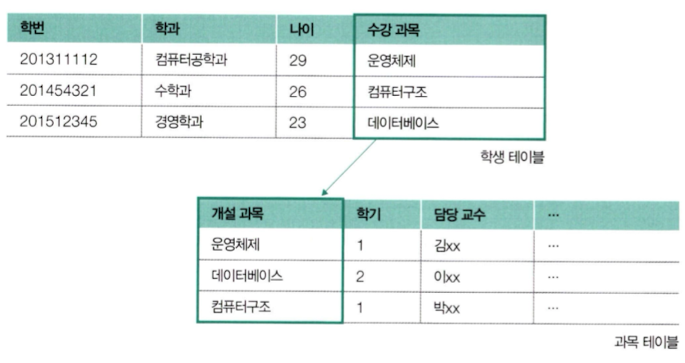 학번 학과 나이 수강 과목
201311112 컴퓨터공학과 29 운영체제
201454321 수학과 26 컴퓨터구조
201512345 경영학과 23 데이터베이스
학생 테이블
개설 과목 학기 담당 교수 …
운영체제 1 김xx …
데이터베이스 2 이xx …
컴퓨터구조 1 박xx …
과목 테이블